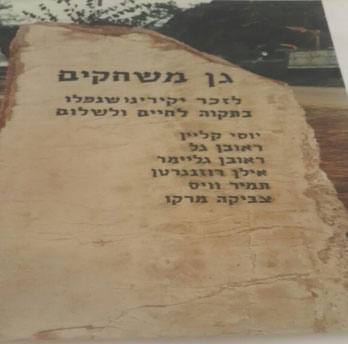 גן משחקים
לזכר יקירינו שנפלו
בתקוה לחיים ולשלום
יוסי קליין
ראובן גל
ראובן גליימר
אילן רוזנגרטן
תמיר וויס
צביקה מרקו